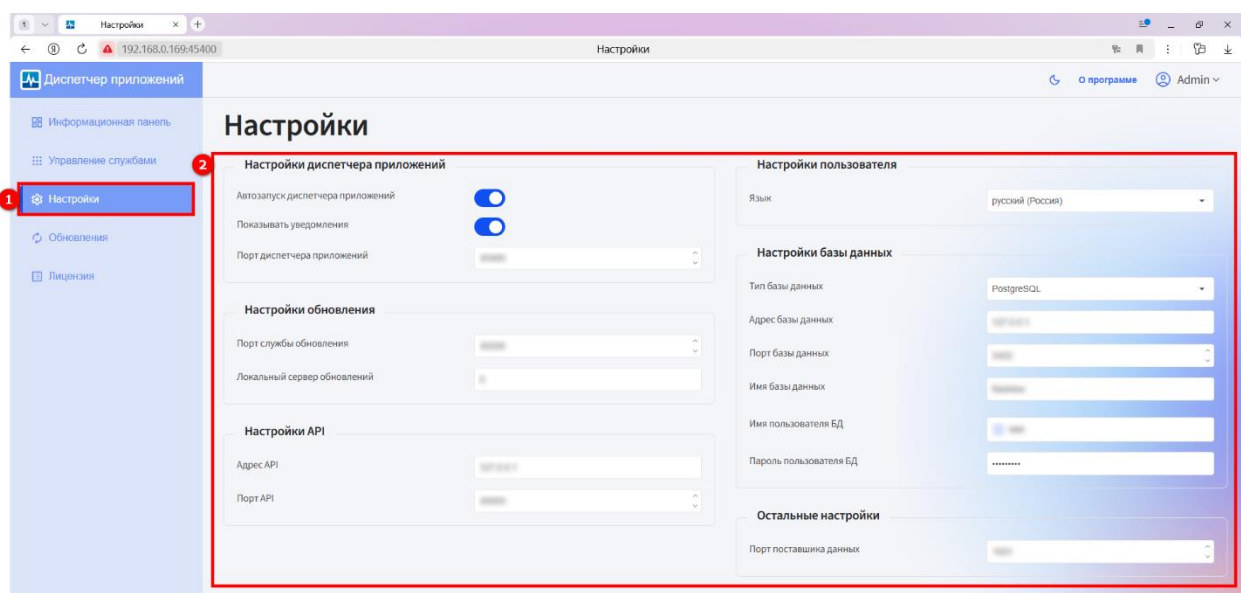 1
Настройки
192.168.0.169:45400
Настройки
Диспетчер приложений
О программе
Admin
Информационная панель
Управление службами
1
Настройки
Обновления
Лицензия
Настройки
2
Настройки диспетчера приложений
Автозапуск диспетчера приложений
Показывать уведомления
Порт диспетчера приложений
Настройки обновления
Порт службы обновления
Локальный сервер обновлений
Настройки API
Адрес API
Порт API
Настройки пользователя
Язык
русский (Россия)
Настройки базы данных
Тип базы данных
PostgreSQL
Адрес базы данных
Порт базы данных
Имя базы данных
Имя пользователя БД
Пароль пользователя БД
Остальные настройки
Порт поставщика данных